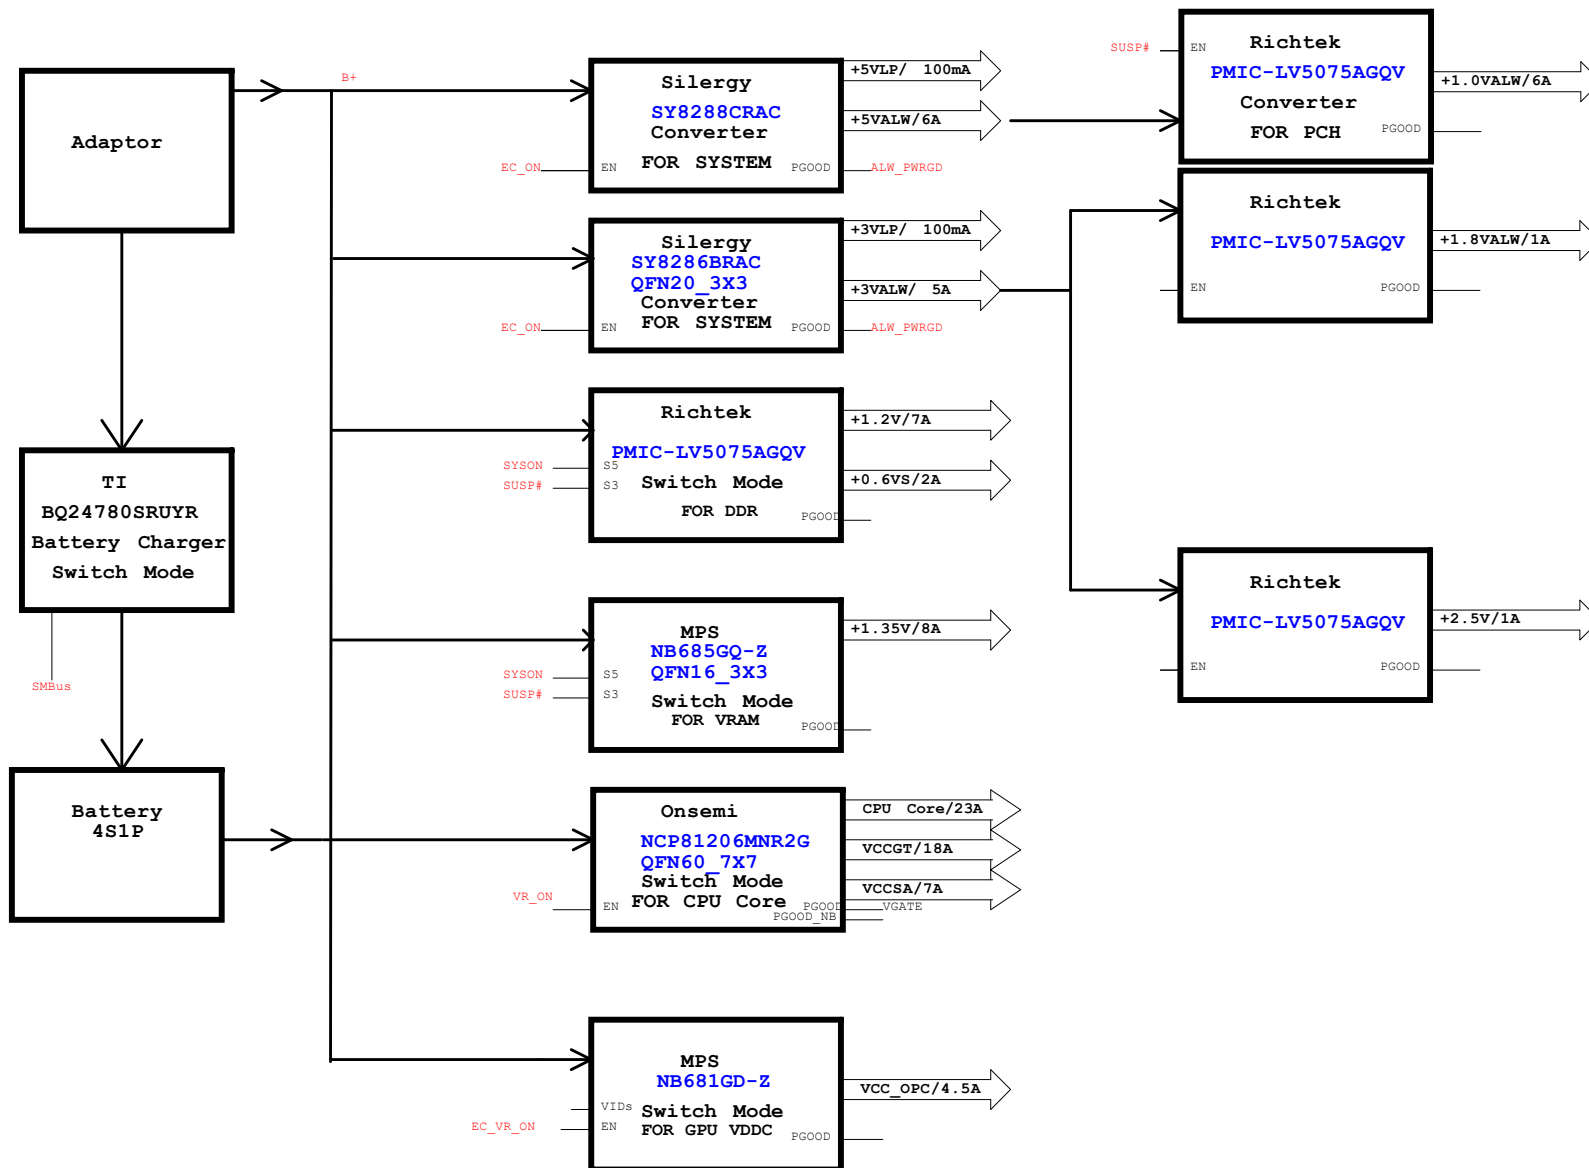 Adaptor
B+
TI
BQ24780SRUYR
Battery Charger
Switch Mode
SMBus
Battery
4S1P
Silergy
SY8288CRAC
Converter
FOR SYSTEM
EC_ON
EN
PGOOD
ALW_PWRGD
+5VLP/ 100mA
+5VALW/6A
Silergy
SY8286BRAC
QFN20_3X3
Converter
FOR SYSTEM
EC_ON
EN
PGOOD
ALW_PWRGD
+3VLP/ 100mA
+3VALW/ 5A
Richtek
PMIC-LV5075AGQV
Switch Mode
FOR DDR
SYSON
S5
SUSP#
S3
PGOOD
+1.2V/7A
+0.6VS/2A
MPS
NB685GQ-Z
QFN16_3X3
Switch Mode
FOR VRAM
SYSON
S5
SUSP#
S3
PGOOD
+1.35V/8A
Onsemi
NCP81206MNR2G
QFN60_7X7
Switch Mode
FOR CPU Core
VR_ON
EN
PGOOD
VGATE
PGOOD_NB
CPU Core/23A
VCCGT/18A
VCCSA/7A
MPS
NB681GD-Z
Switch Mode
FOR GPU VDDC
VIDs
EC_VR_ON
EN
PGOOD
VCC_OPC/4.5A
SUSP#
EN
Richtek
PMIC-LV5075AGQV
Converter
FOR PCH
PGOOD
+1.0VALW/6A
Richtek
PMIC-LV5075AGQV
EN
PGOOD
+1.8VALW/1A
Richtek
PMIC-LV5075AGQV
EN
PGOOD
+2.5V/1A